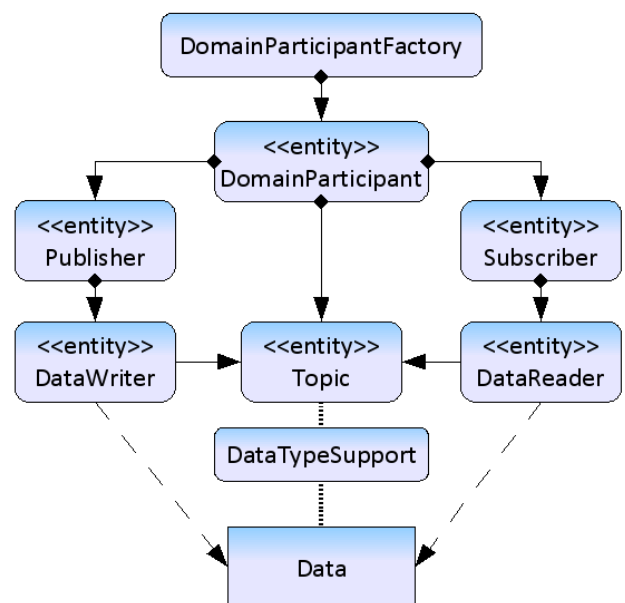 DomainParticipantFactory
<<entity>>
DomainParticipant
<<entity>>
Publisher
<<entity>>
Subscriber
<<entity>>
DataWriter
<<entity>>
Topic
<<entity>>
DataReader
DataTypeSupport
Data